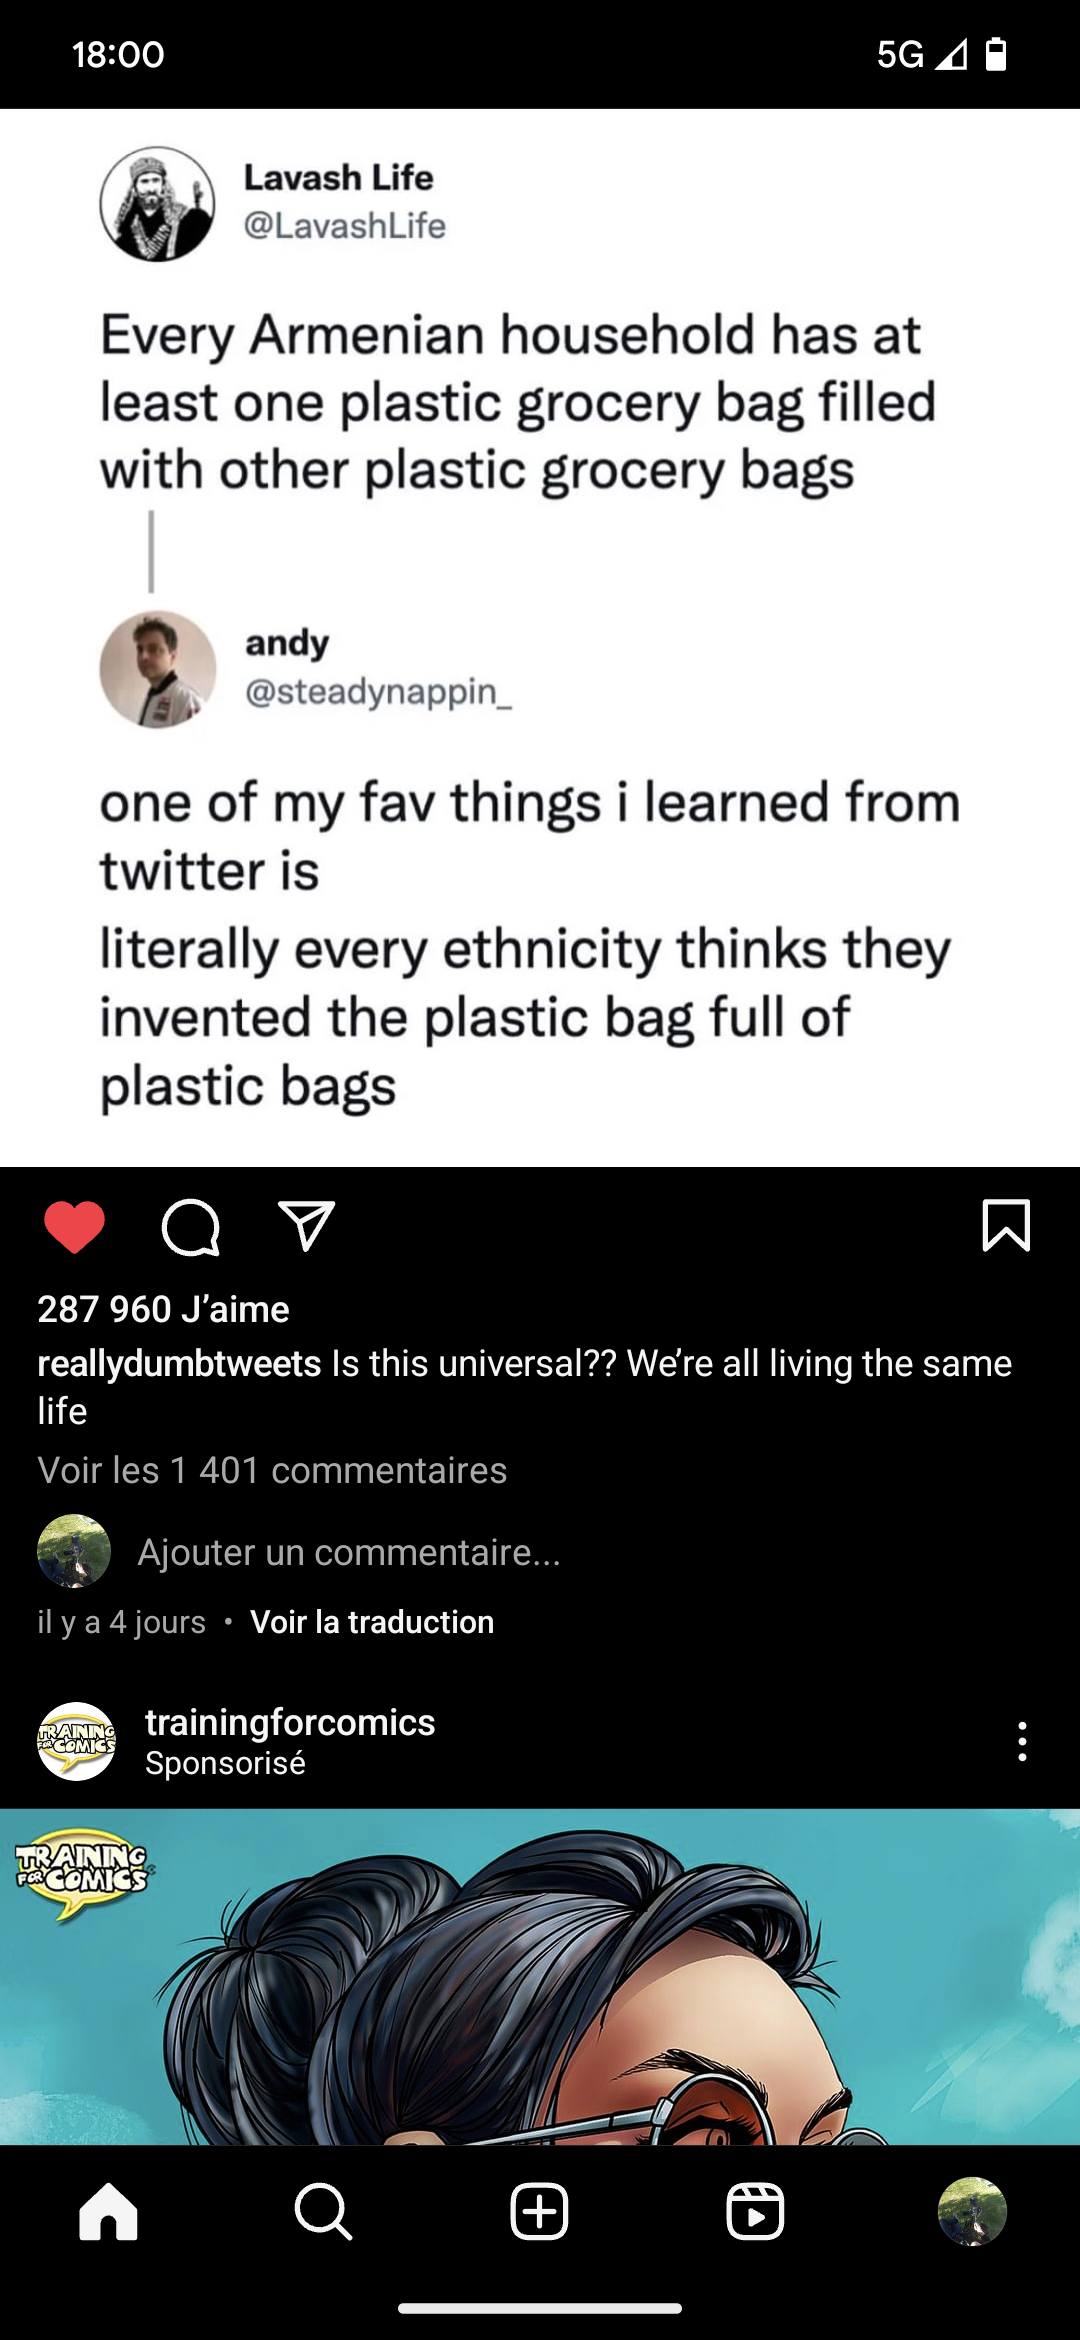 18:00
5G
Lavash Life
@LavashLife
Every Armenian household has at
least one plastic grocery bag filled
with other plastic grocery bags
andy
@steadynappin_
one of my fav things i learned from
twitter is
literally every ethnicity thinks they
invented the plastic bag full of
plastic bags
287 960 J’aime
reallydumbtweets Is this universal?? We’re all living the same
life
Voir les 1 401 commentaires
Ajouter un commentaire...
il y a 4 jours • Voir la traduction
TRAINING
FOR COMICS
trainingforcomics
Sponsorisé
TRAINING
FOR COMICS